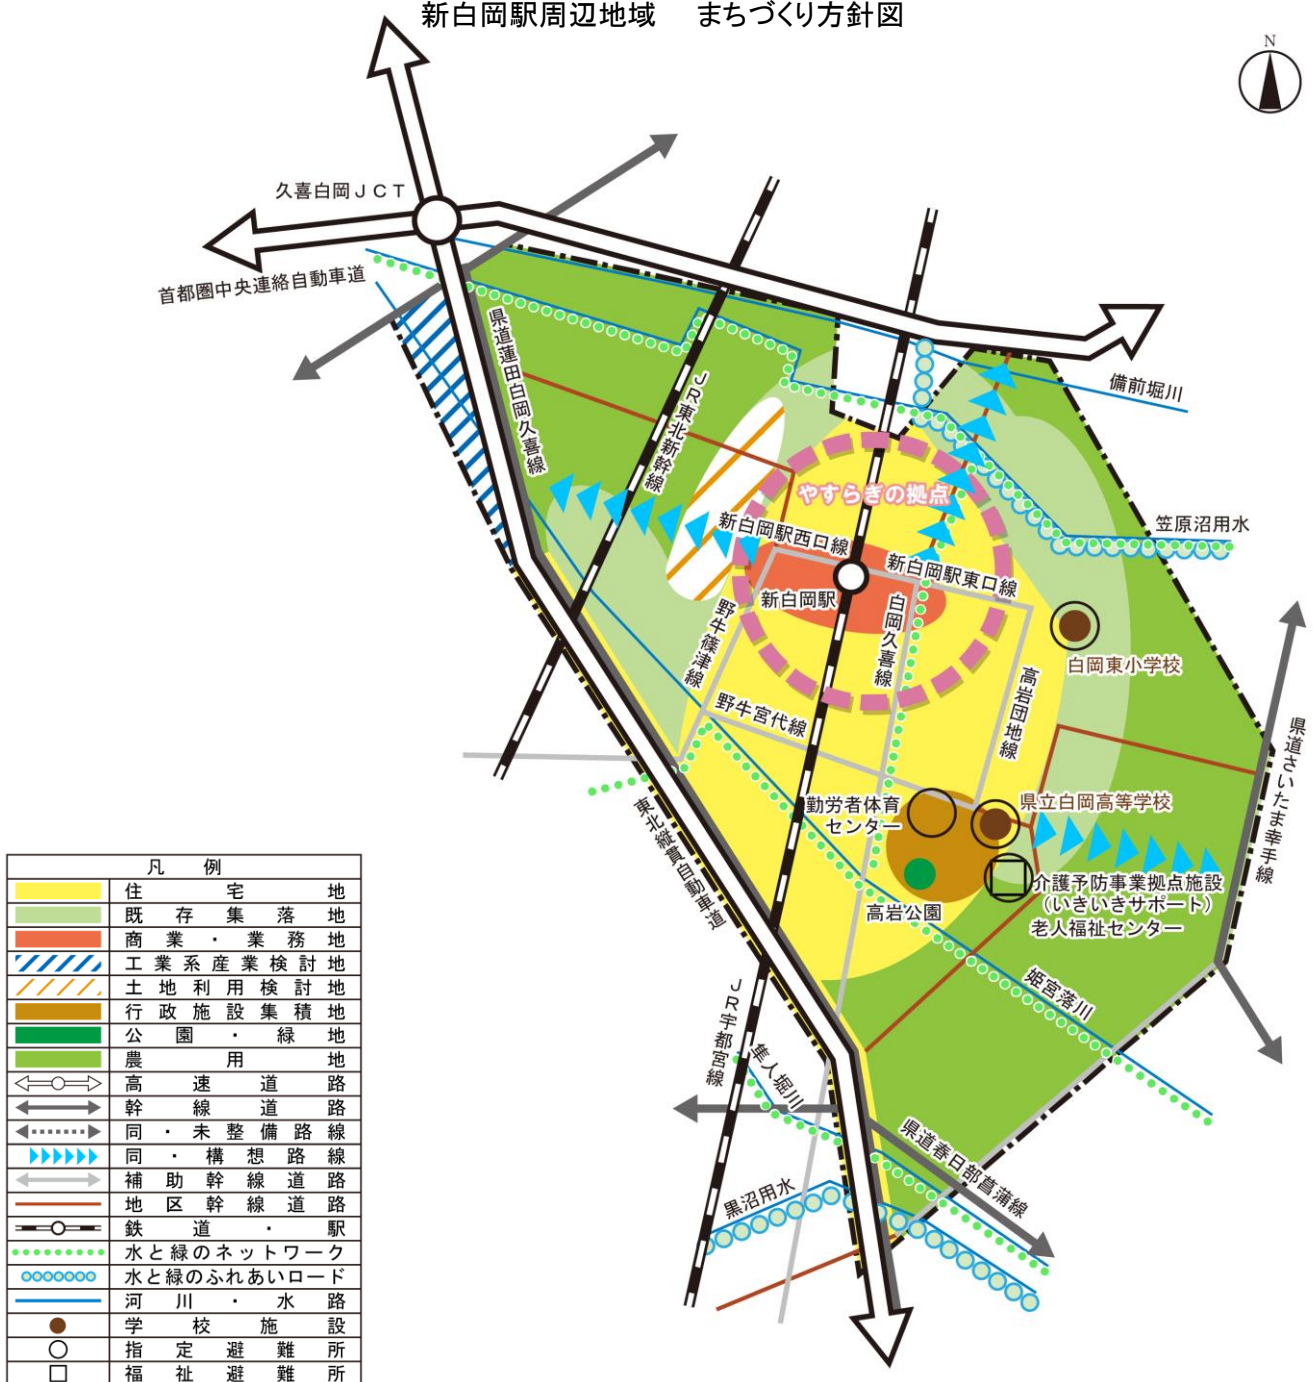 新白岡駅周辺地域　まちづくり方針図
N
久喜白岡JCT
首都圏中央連絡自動車道
県道蓮田白岡久喜線
JR東北新幹線
備前堀川
やすらぎの拠点
笠原沼用水
新白岡駅西口線
新白岡駅東口線
新白岡駅
野牛篠津線
白岡久喜線
白岡東小学校
高岩団地線
野牛宮代線
県道さいたま幸手線
勤労者体育
センター
県立白岡高等学校
東北縦貫自動車道
介護予防事業拠点施設
（いきいきサポート）
老人福祉センター
高岩公園
姫宮落川
JR宇都宮線
隼人堀川
県道春日部菖蒲線
黒沼用水
凡例
住宅地
既存集落地
商業・業務地
工業系産業検討地
土地利用検討地
行政施設集積地
公園・緑地
農用地
高速道路
幹線道路
同・未整備路線
同・構想路線
補助幹線道路
地区幹線道路
鉄道・駅
水と緑のネットワーク
水と緑のふれあいロード
河川・水路
学校施設
指定避難所
福祉避難所